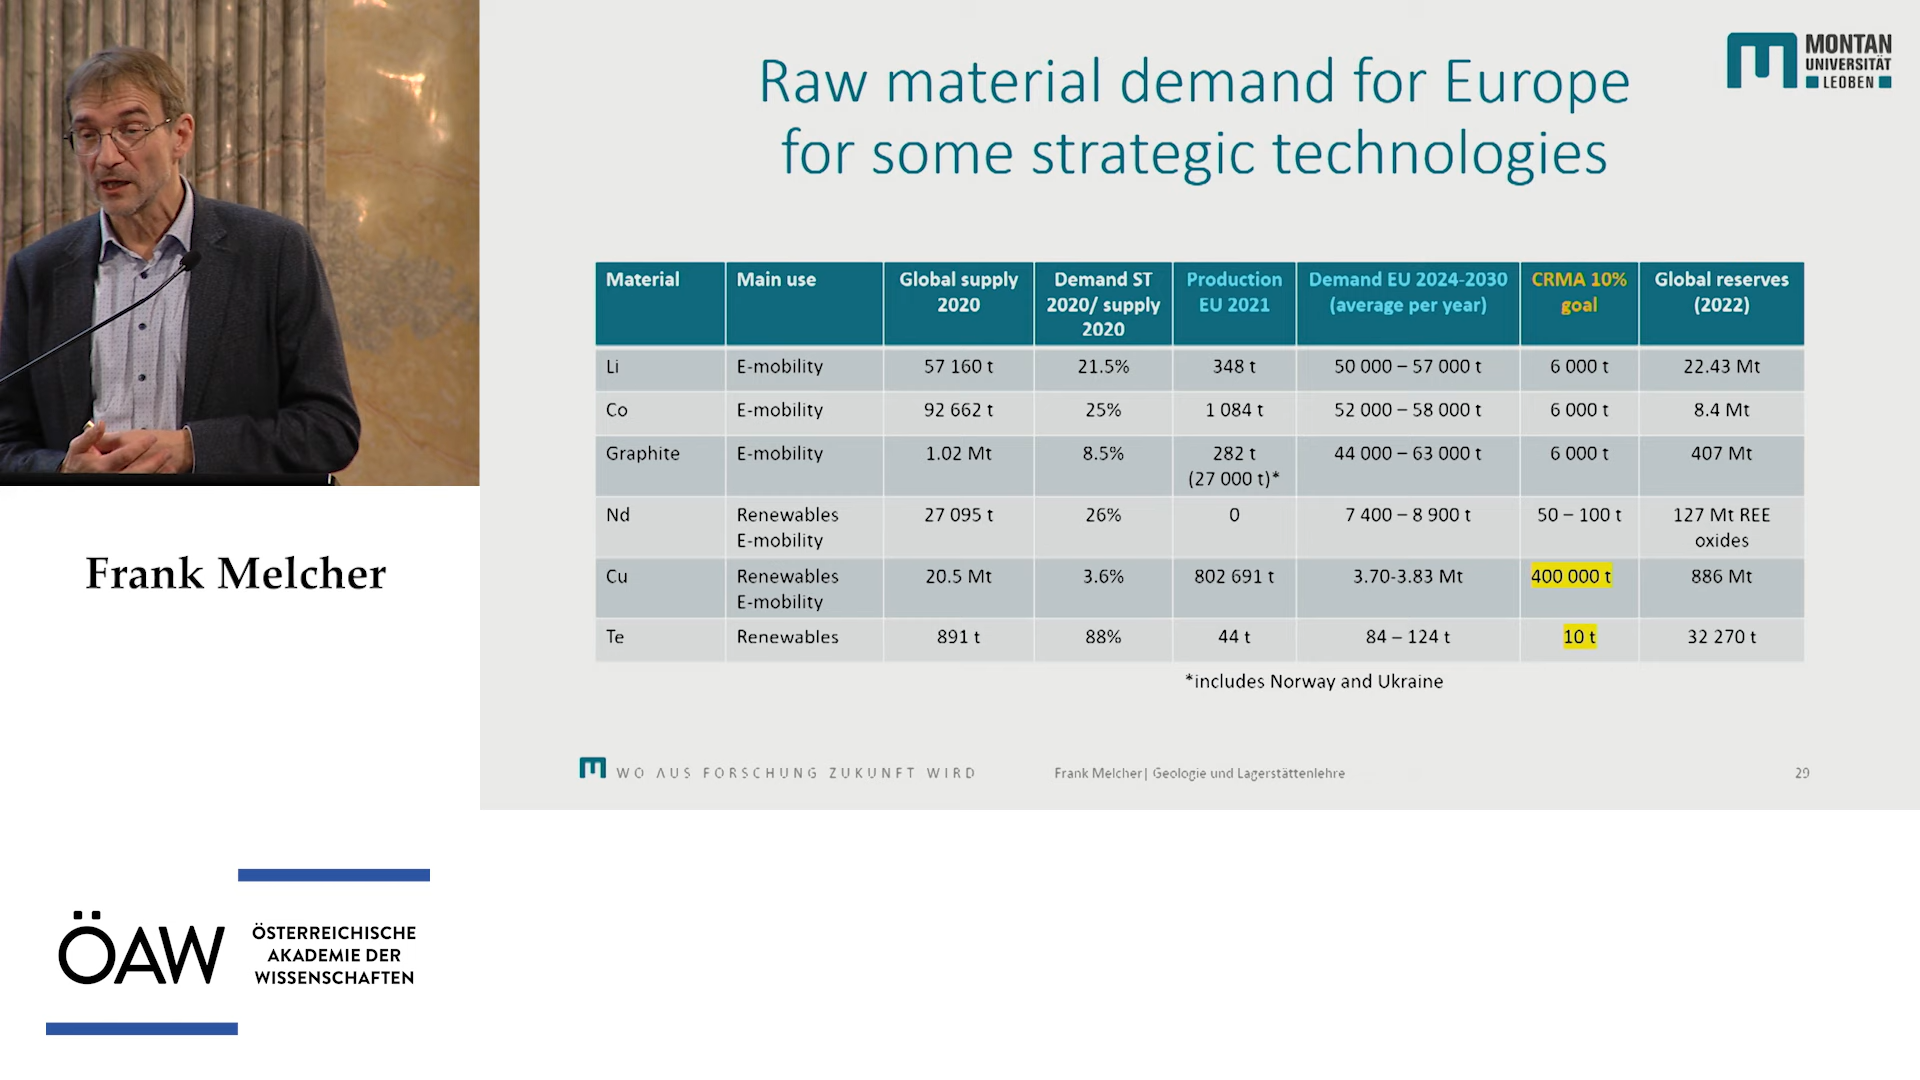 Raw material demand for Europe
for some strategic technologies
MONTAN
UNIVERSITÄT
LEOBEN
Material Main use Global supply 2020 Demand ST 2020/ supply 2020 Production EU 2021 Demand EU 2024-2030 (average per year) CRMA 10% goal Global reserves (2022)
Li E-mobility 57 160 t 21.5% 348 t 50 000 – 57 000 t 6 000 t 22.43 Mt
Co E-mobility 92 662 t 25% 1 084 t 52 000 – 58 000 t 6 000 t 8.4 Mt
Graphite E-mobility 1.02 Mt 8.5% 282 t (27 000 t)* 44 000 – 63 000 t 6 000 t 407 Mt
Nd Renewables E-mobility 27 095 t 26% 0 7 400 – 8 900 t 50 – 100 t 127 Mt REE oxides
Cu Renewables E-mobility 20.5 Mt 3.6% 802 691 t 3.70-3.83 Mt 400 000 t 886 Mt
Te Renewables 891 t 88% 44 t 84 – 124 t 10 t 32 270 t
*includes Norway and Ukraine
WO AUS FORSCHUNG ZUKUNFT WIRD
Frank Melcher| Geologie und Lagerstättenlehre
29
Frank Melcher
ÖAW
ÖSTERREICHISCHE
AKADEMIE DER
WISSENSCHAFTEN